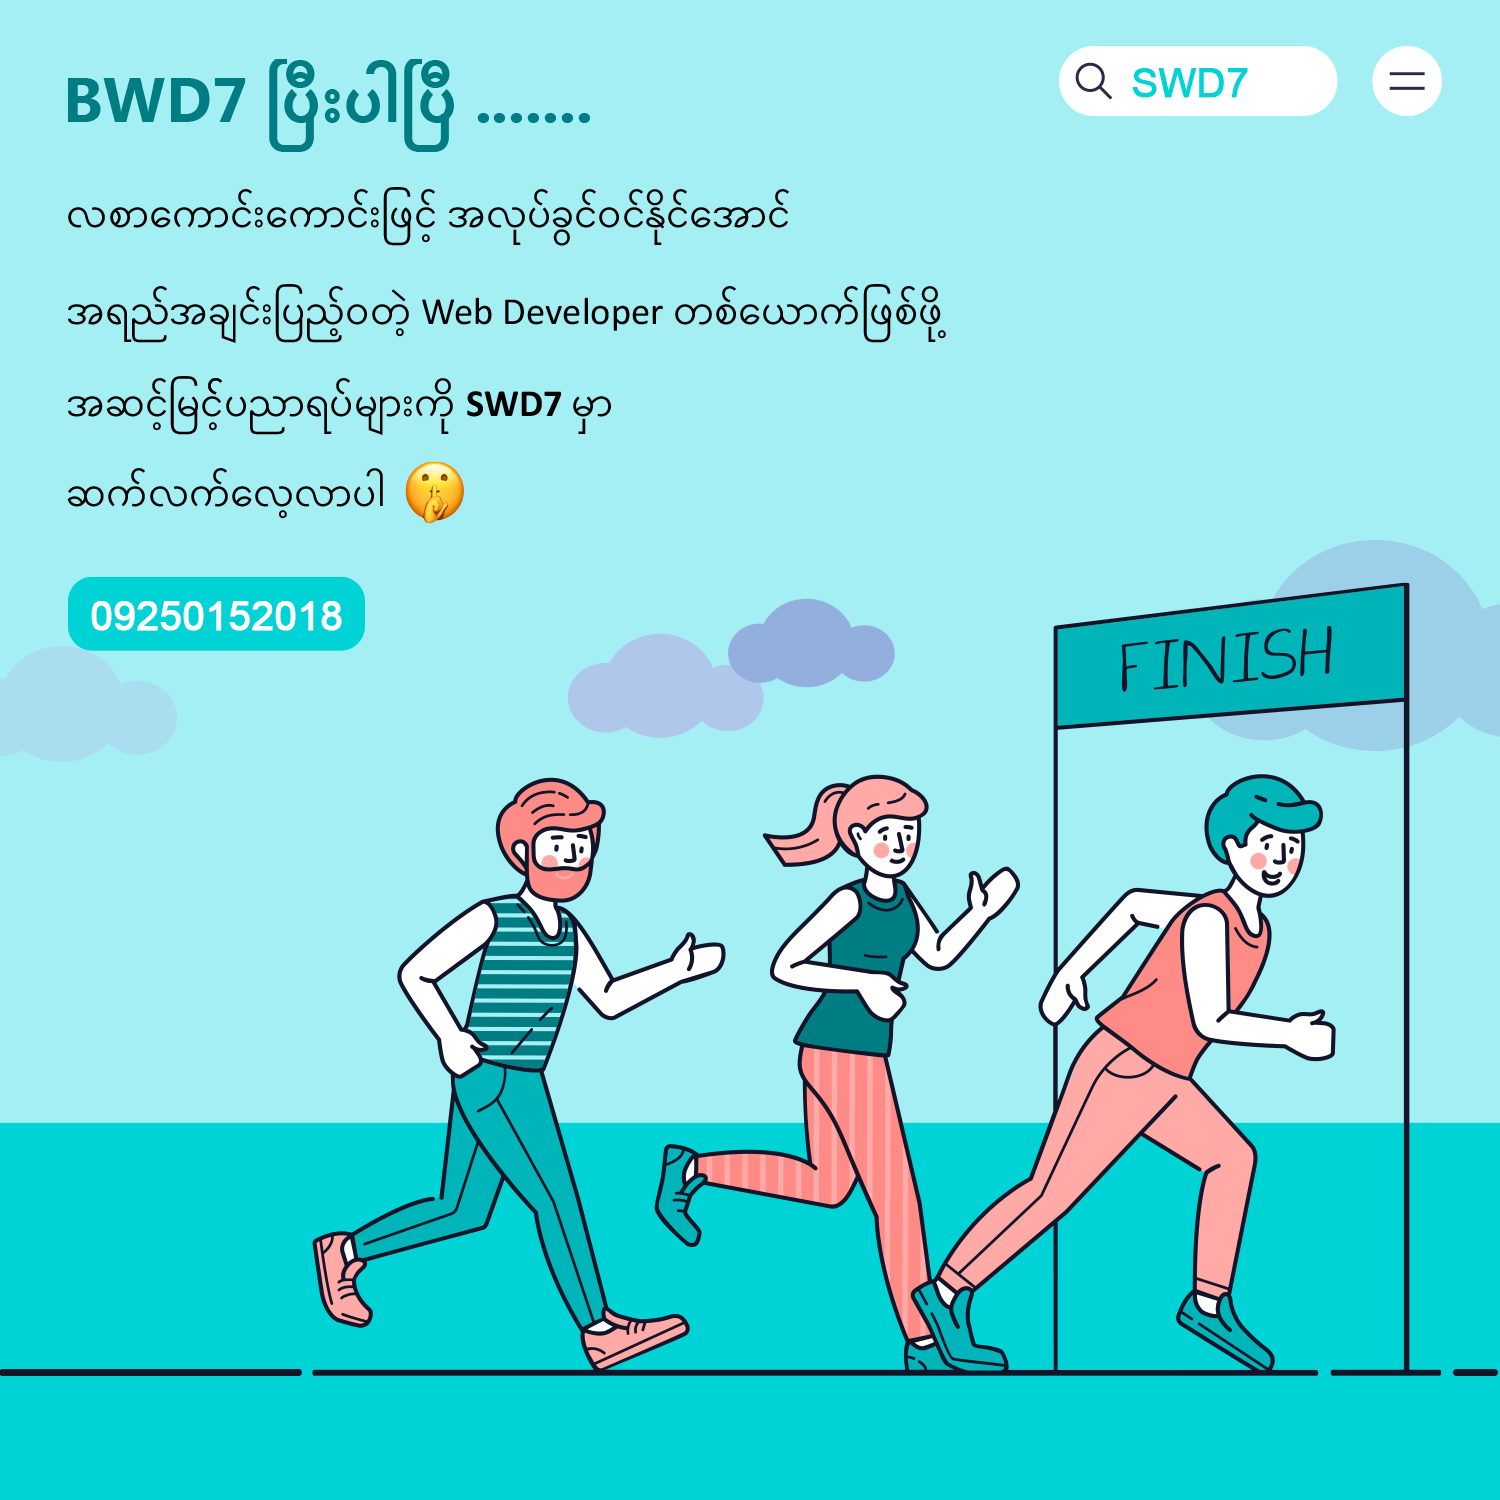 BWD7 ပြီးပါပြီ .......
SWD7
လစာကောင်းကောင်းဖြင့် အလုပ်ခွင်ဝင်နိုင်အောင်
အရည်အချင်းပြည့်ဝတဲ့ Web Developer တစ်ယောက်ဖြစ်ဖို့
အဆင့်မြင့်ပညာရပ်များကို SWD7 မှာ
ဆက်လက်လေ့လာပါ 🤫
09250152018
FINISH